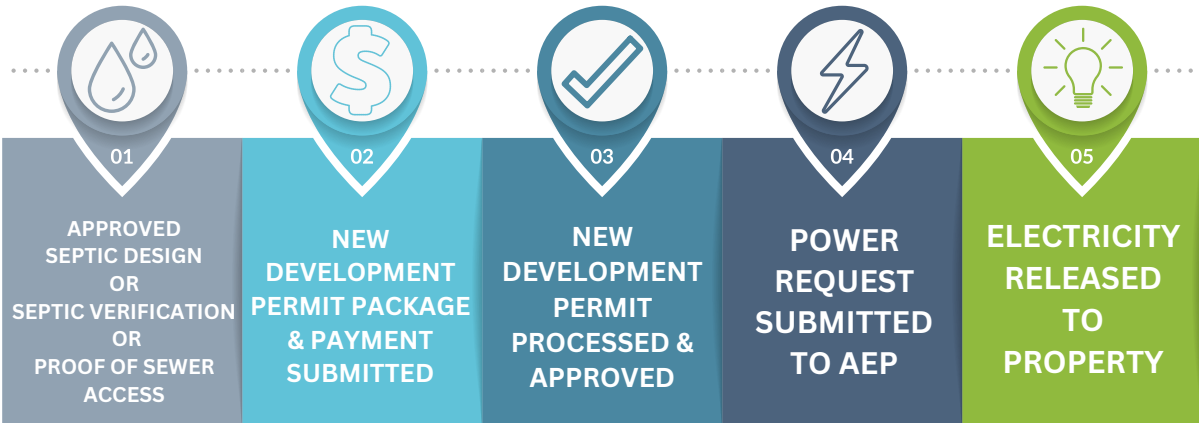 01
APPROVED
SEPTIC DESIGN
OR
SEPTIC VERIFICATION
OR
PROOF OF SEWER
ACCESS
02
NEW
DEVELOPMENT
PERMIT PACKAGE
& PAYMENT
SUBMITTED
03
NEW
DEVELOPMENT
PERMIT
PROCESSED &
APPROVED
04
POWER
REQUEST
SUBMITTED
TO AEP
05
ELECTRICITY
RELEASED
TO
PROPERTY